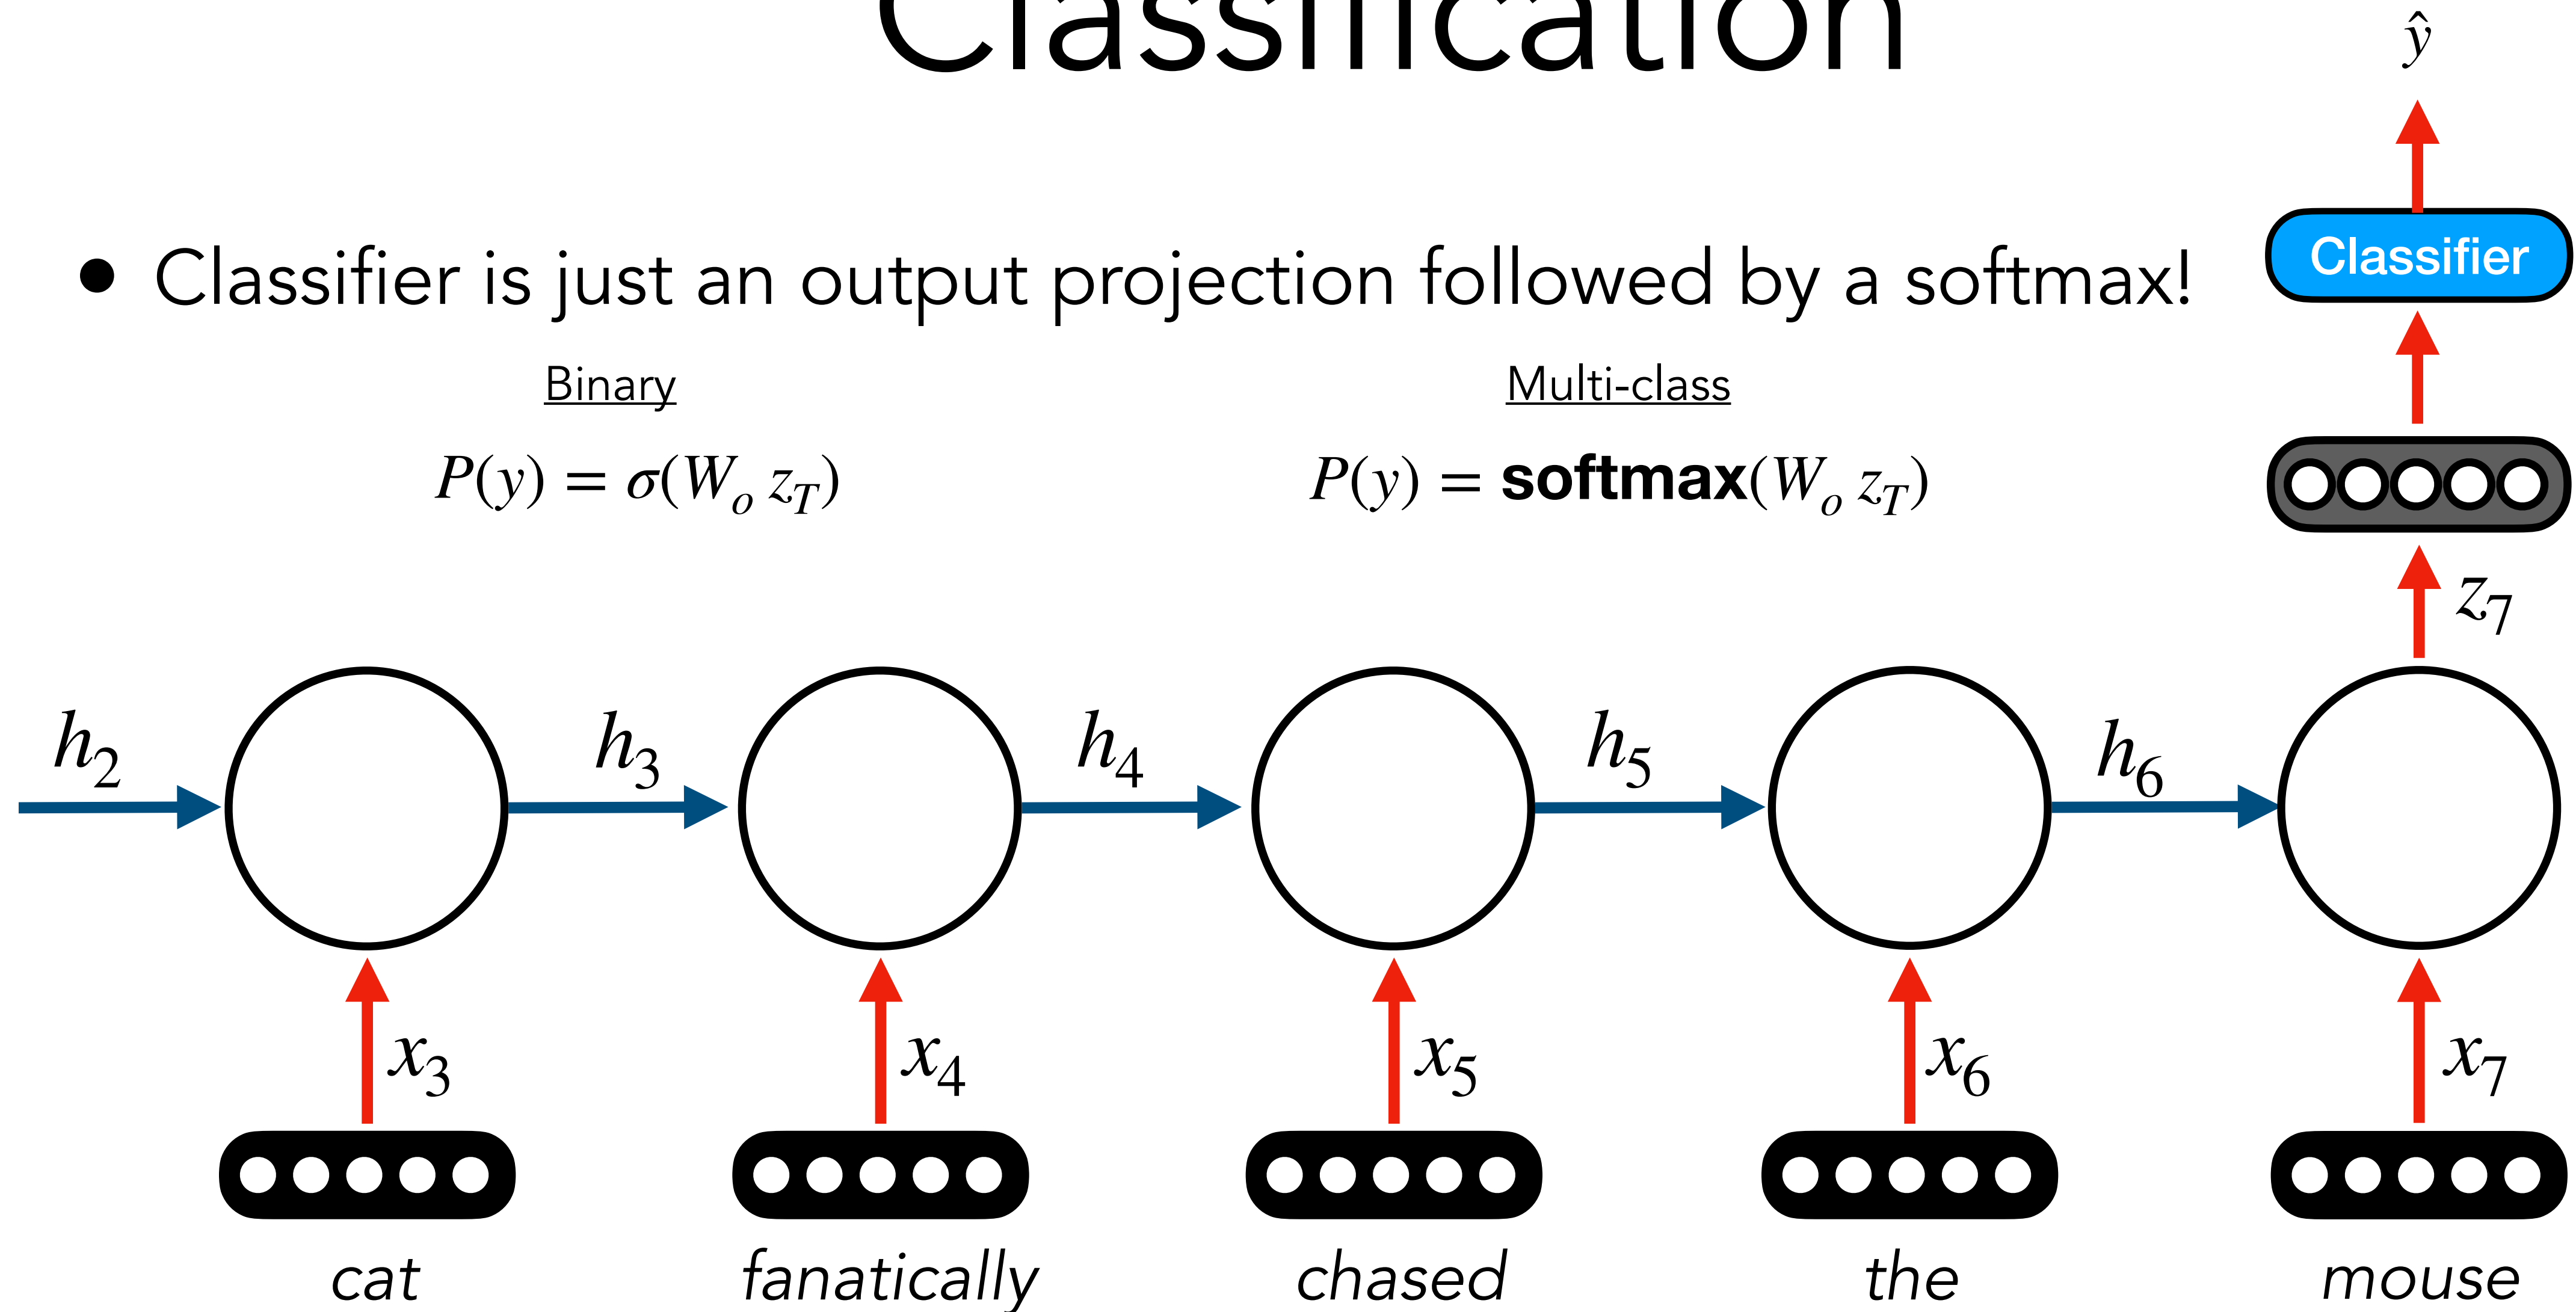 Classification
ŷ
• Classifier is just an output projection followed by a softmax!
Classifier
Binary
Multi-class
P(y) = σ(W_o z_T)
P(y) = softmax(W_o z_T)
z_7
h_2 h_3 h_4 h_5 h_6
x_3 x_4 x_5 x_6 x_7
cat fanatically chased the mouse